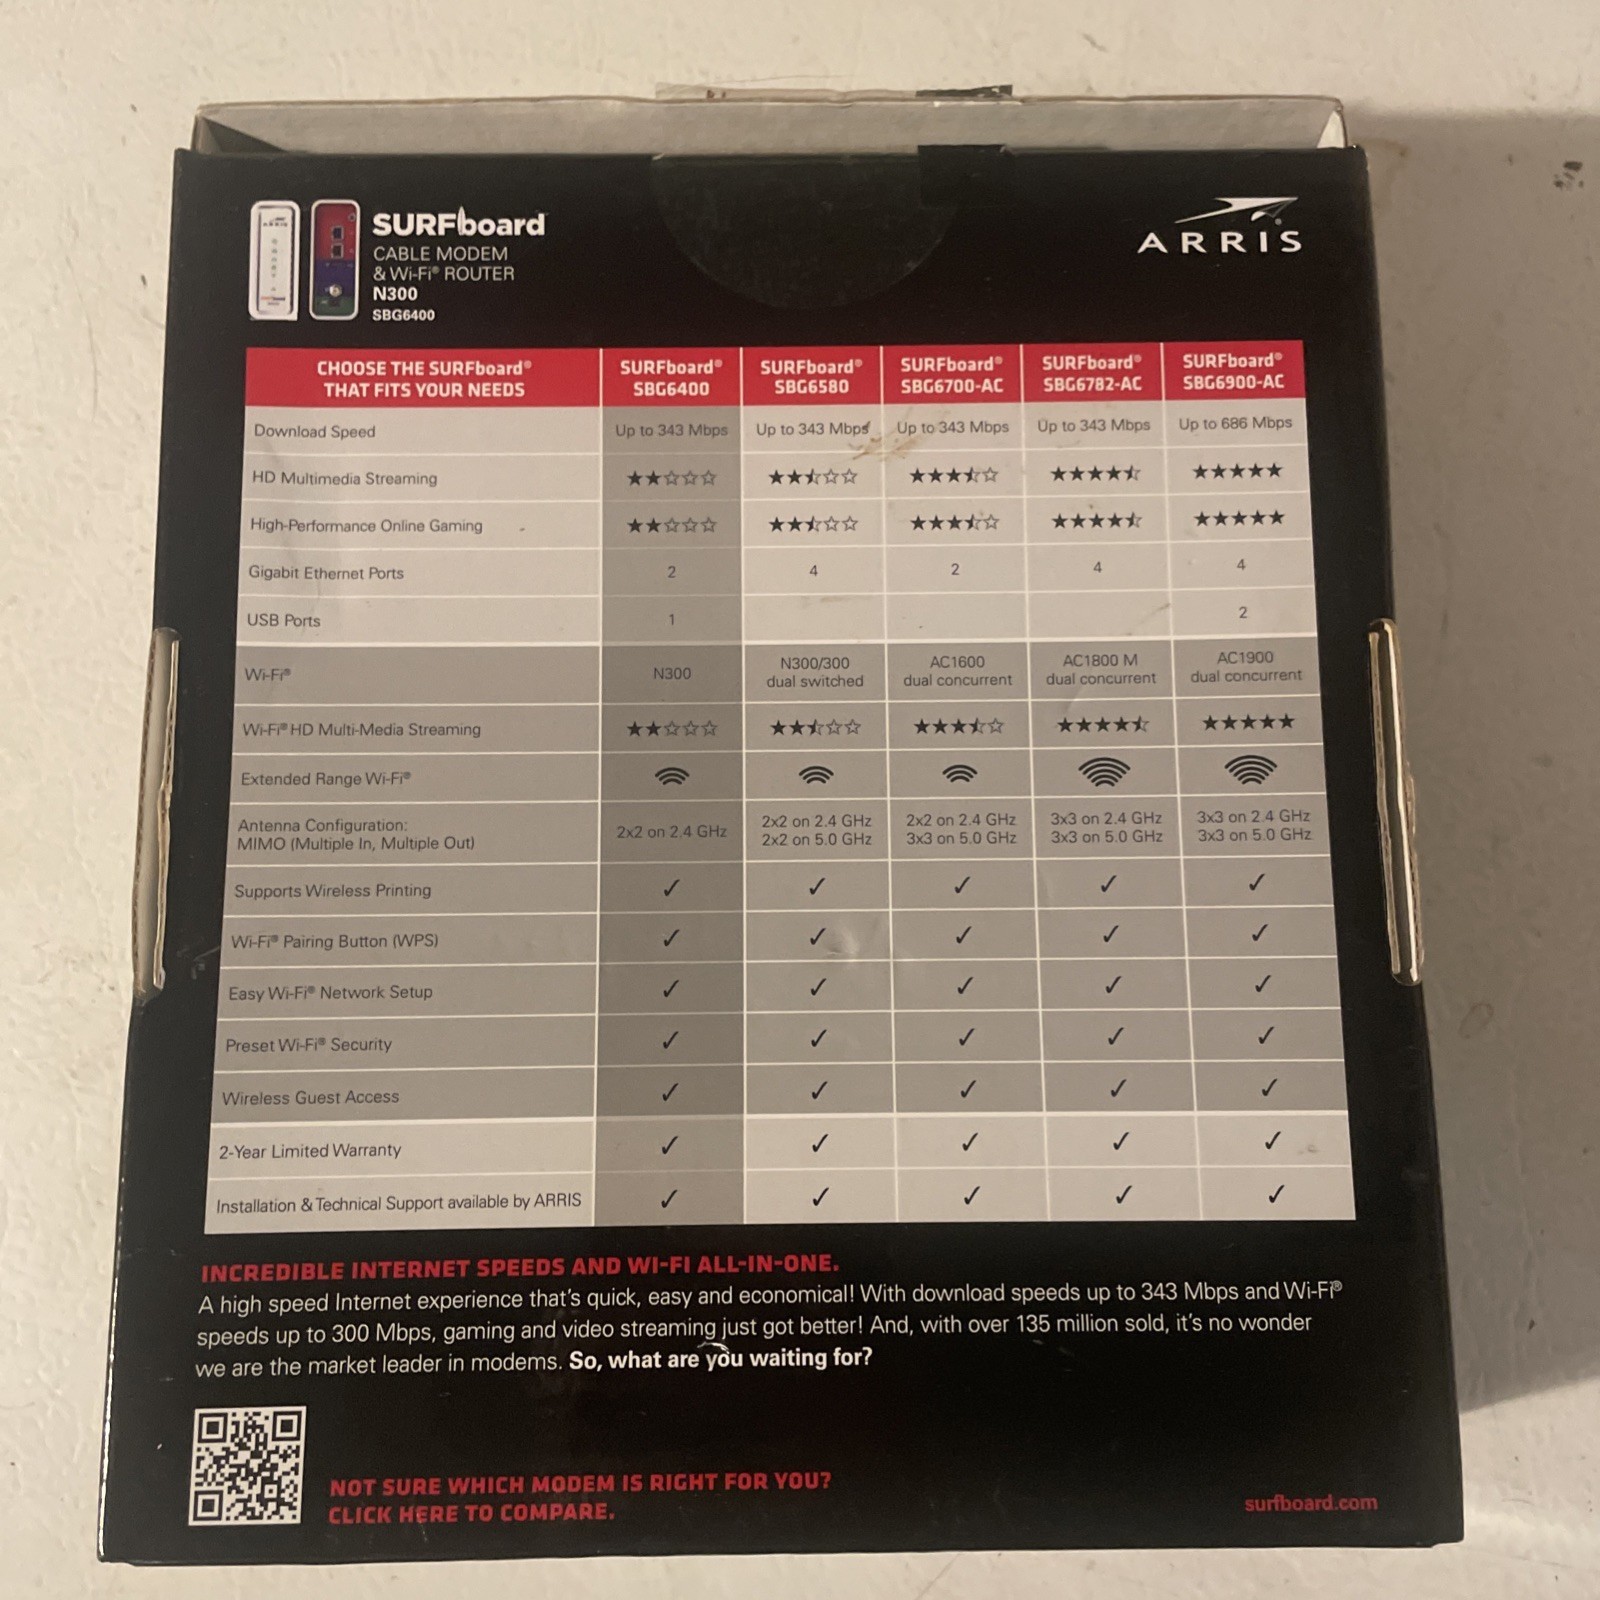 SURFboard
CABLE MODEM
& Wi-Fi® ROUTER
N300
SBG6400
ARRIS
CHOOSE THE SURFboard® THAT FITS YOUR NEEDS | SURFboard® SBG6400 | SURFboard® SBG6580 | SURFboard® SBG6700-AC | SURFboard® SBG6782-AC | SURFboard® SBG6900-AC
Download Speed | Up to 343 Mbps | Up to 343 Mbps | Up to 343 Mbps | Up to 343 Mbps | Up to 686 Mbps
HD Multimedia Streaming | ★★☆☆☆ | ★★⯪☆☆ | ★★★⯪☆ | ★★★★⯪ | ★★★★★
High-Performance Online Gaming | ★★☆☆☆ | ★★⯪☆☆ | ★★★⯪☆ | ★★★★⯪ | ★★★★★
Gigabit Ethernet Ports | 2 | 4 | 2 | 4 | 4
USB Ports | 1 | | | | 2
Wi-Fi® | N300 | N300/300 dual switched | AC1600 dual concurrent | AC1800 M dual concurrent | AC1900 dual concurrent
Wi-Fi® HD Multi-Media Streaming | ★★☆☆☆ | ★★⯪☆☆ | ★★★⯪☆ | ★★★★⯪ | ★★★★★
Extended Range Wi-Fi®
Antenna Configuration: MIMO (Multiple In, Multiple Out) | 2x2 on 2.4 GHz | 2x2 on 2.4 GHz 2x2 on 5.0 GHz | 2x2 on 2.4 GHz 3x3 on 5.0 GHz | 3x3 on 2.4 GHz 3x3 on 5.0 GHz | 3x3 on 2.4 GHz 3x3 on 5.0 GHz
Supports Wireless Printing | ✓ | ✓ | ✓ | ✓ | ✓
Wi-Fi® Pairing Button (WPS) | ✓ | ✓ | ✓ | ✓ | ✓
Easy Wi-Fi® Network Setup | ✓ | ✓ | ✓ | ✓ | ✓
Preset Wi-Fi® Security | ✓ | ✓ | ✓ | ✓ | ✓
Wireless Guest Access | ✓ | ✓ | ✓ | ✓ | ✓
2-Year Limited Warranty | ✓ | ✓ | ✓ | ✓ | ✓
Installation & Technical Support available by ARRIS | ✓ | ✓ | ✓ | ✓ | ✓
INCREDIBLE INTERNET SPEEDS AND WI-FI ALL-IN-ONE.
A high speed Internet experience that's quick, easy and economical! With download speeds up to 343 Mbps and Wi-Fi®
speeds up to 300 Mbps, gaming and video streaming just got better! And, with over 135 million sold, it's no wonder
we are the market leader in modems. So, what are you waiting for?
NOT SURE WHICH MODEM IS RIGHT FOR YOU?
CLICK HERE TO COMPARE.
surfboard.com